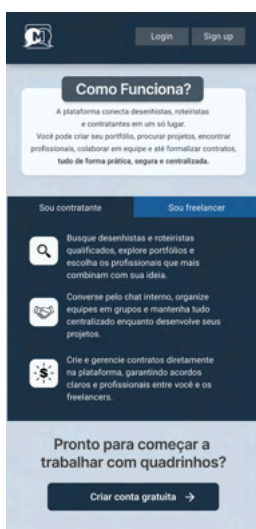 M
Login Sign up
Como Funciona?
A plataforma conecta desenhistas, roteiristas
e contratantes em um só lugar.
Você pode criar seu portfólio, procurar projetos, encontrar
profissionais, colaborar em equipe e até formalizar contratos,
tudo de forma prática, segura e centralizada.
Sou contratante Sou freelancer
Busque desenhistas e roteiristas
qualificados, explore portfólios e
escolha os profissionais que mais
combinam com sua ideia.
Converse pelo chat interno, organize
equipes em grupos e mantenha tudo
centralizado enquanto desenvolve seus
projetos.
$
Crie e gerencie contratos diretamente
na plataforma, garantindo acordos
claros e profissionais entre você e os
freelancers.
Pronto para começar a
trabalhar com quadrinhos?
Criar conta gratuita →